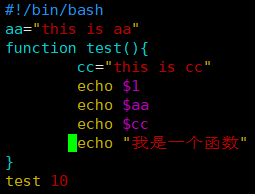 #!/bin/bash
aa="this is aa"
function test(){
        cc="this is cc"
        echo $1
        echo $aa
        echo $cc
        echo "我是一个函数"
}
test 10